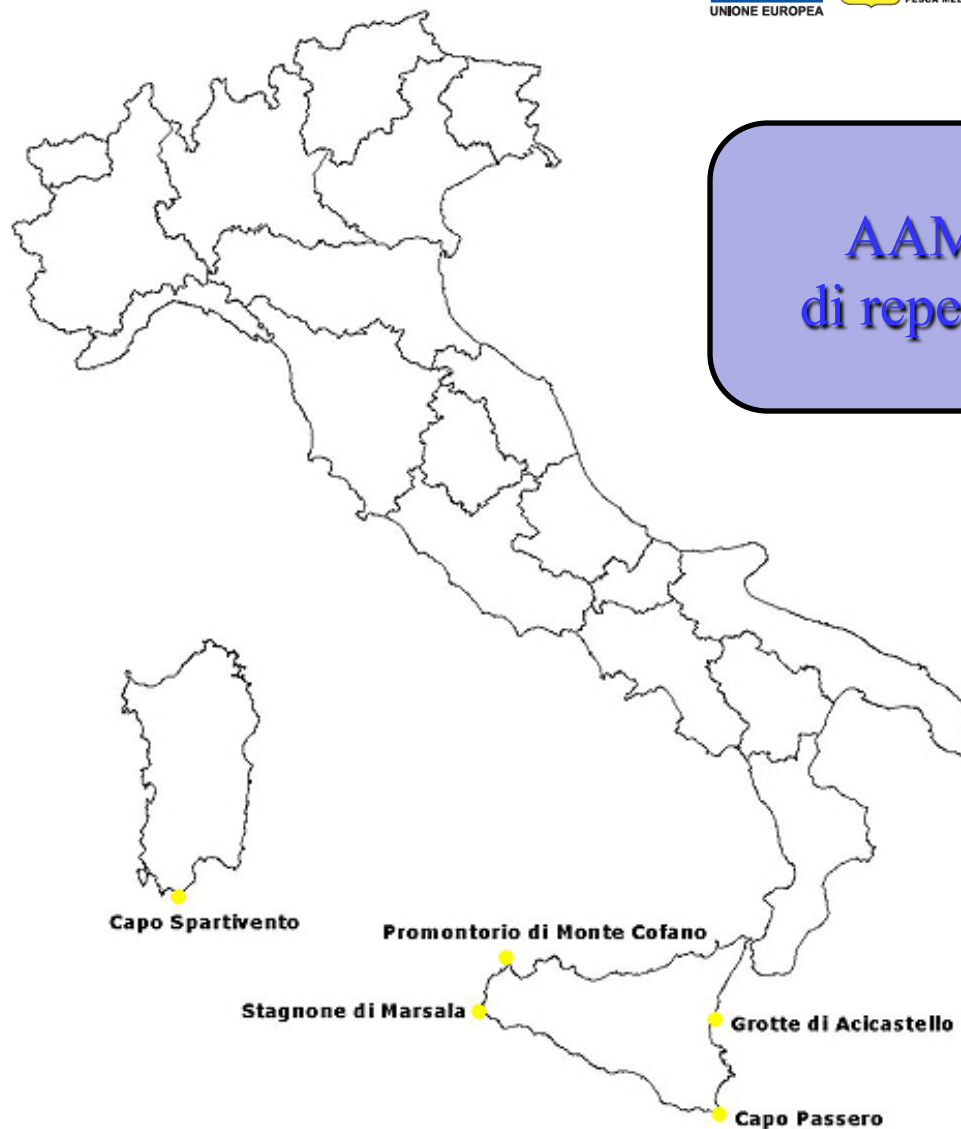 UNIONE EUROPEA
AAM
di repe
Capo Spartivento
Promontorio di Monte Cofano
Stagnone di Marsala
Grotte di Acicastello
Capo Passero